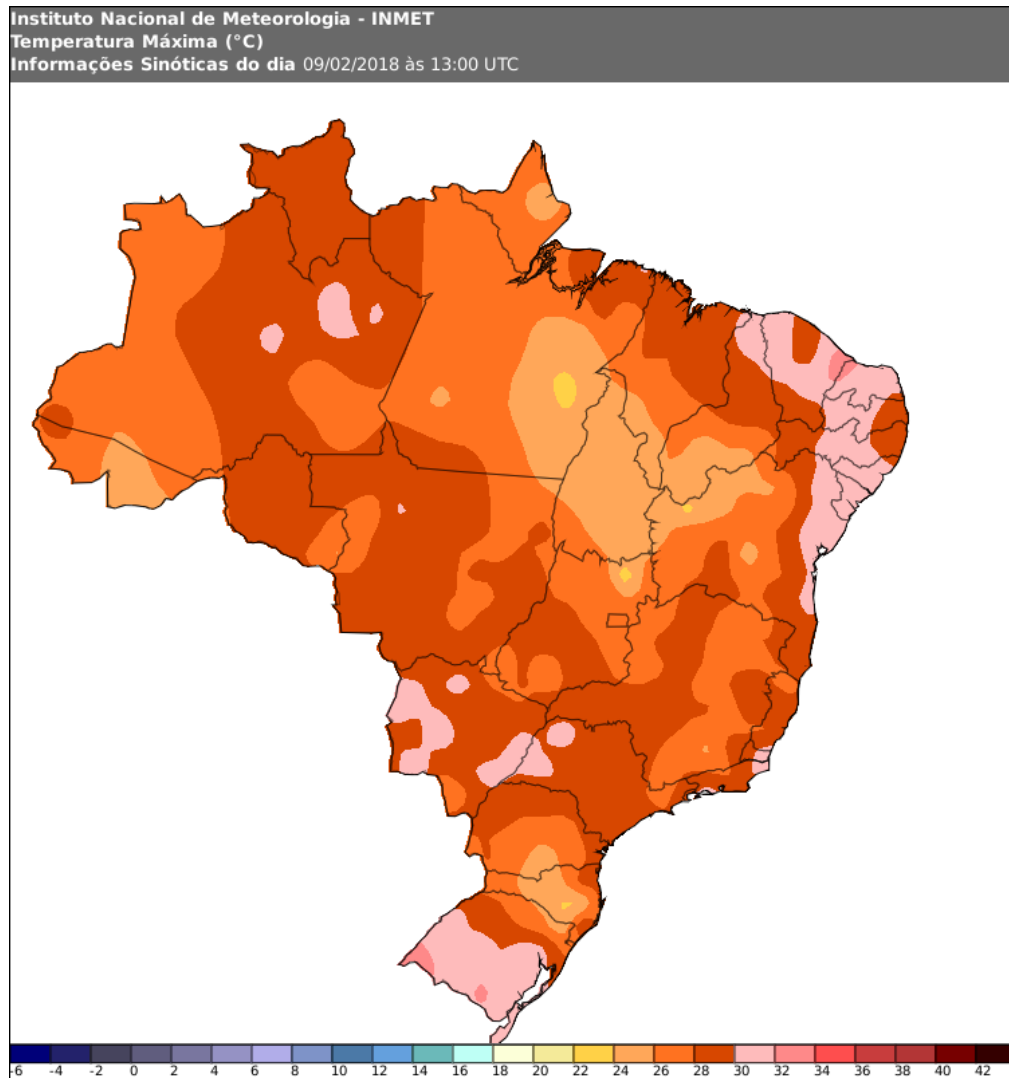 Instituto Nacional de Meteorologia - INMET
Temperatura Máxima (°C)
Informações Sinóticas do dia 09/02/2018 às 13:00 UTC
-6 -4 -2 0 2 4 6 8 10 12 14 16 18 20 22 24 26 28 30 32 34 36 38 40 42